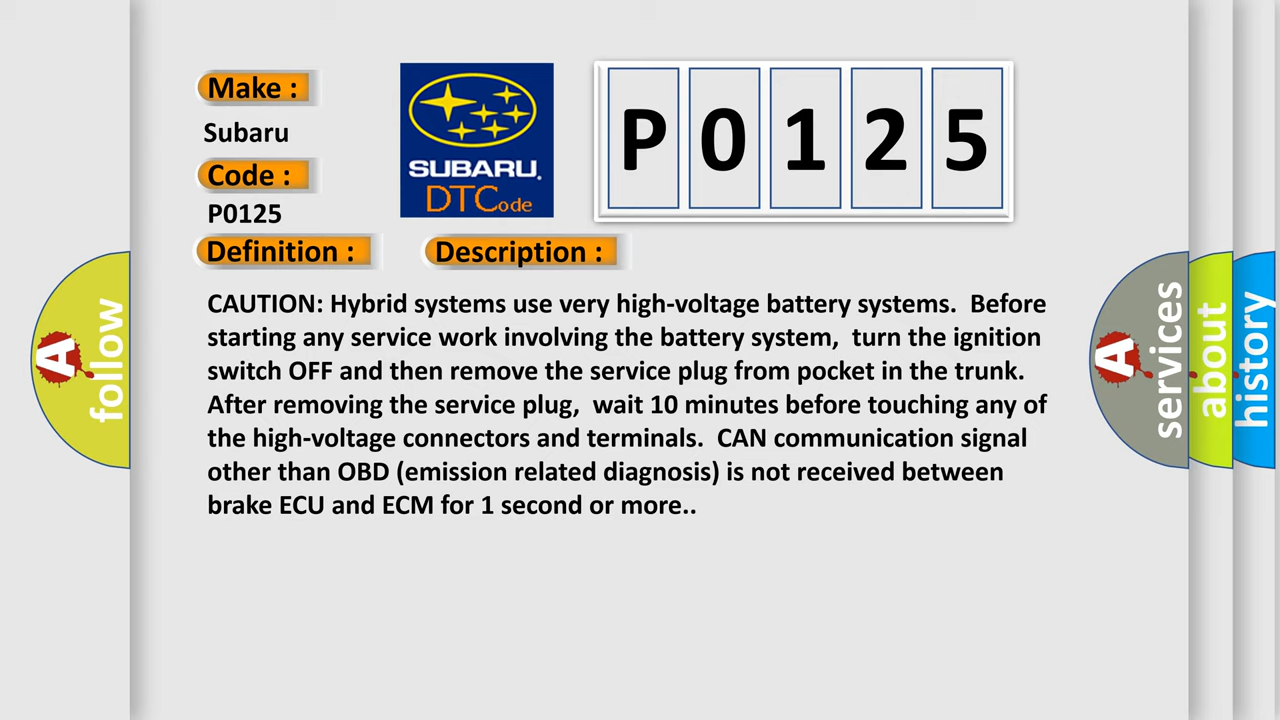 Make :
Subaru
Code :
P0125
Definition :
Description :
SUBARU.
DTCode
P0125
CAUTION: Hybrid systems use very high-voltage battery systems. Before
starting any service work involving the battery system, turn the ignition
switch OFF and then remove the service plug from pocket in the trunk.
After removing the service plug, wait 10 minutes before touching any of
the high-voltage connectors and terminals. CAN communication signal
other than OBD (emission related diagnosis) is not received between
brake ECU and ECM for 1 second or more..
A follow
A services
about
history